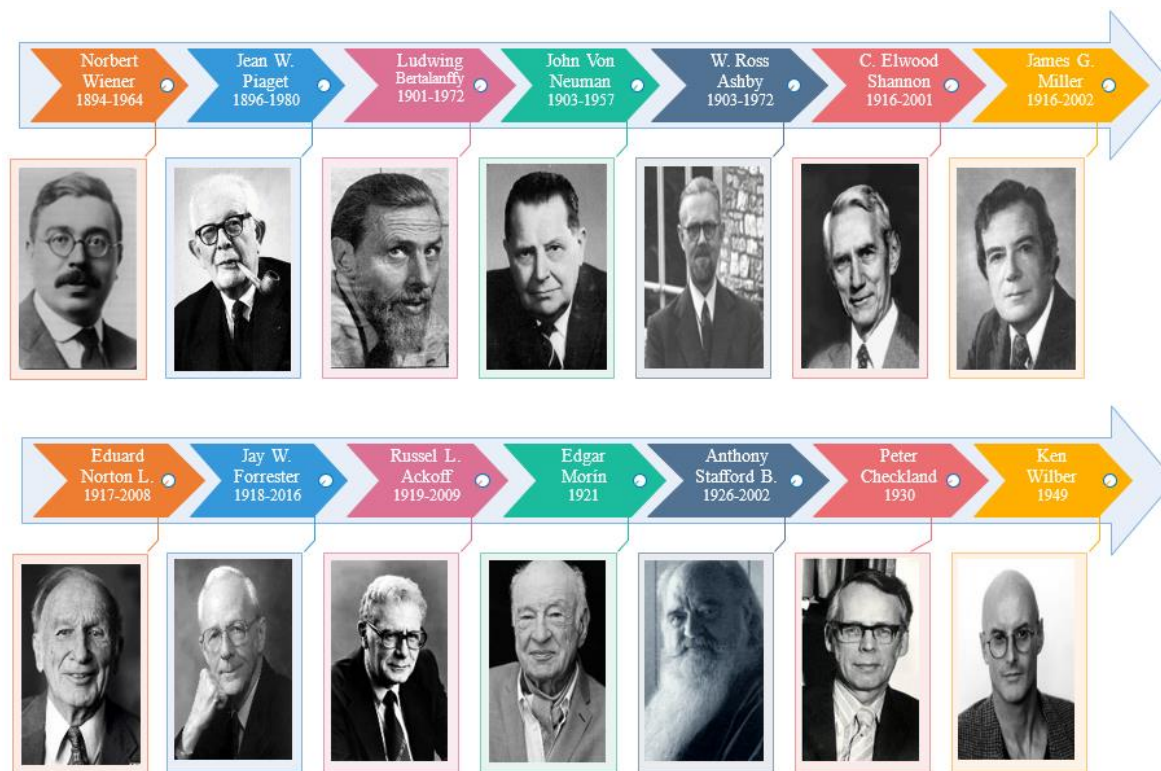 Norbert
Wiener
1894-1964
Jean W.
Piaget
1896-1980
Ludwing
Bertalanffy
1901-1972
John Von
Neuman
1903-1957
W. Ross
Ashby
1903-1972
C. Elwood
Shannon
1916-2001
James G.
Miller
1916-2002
Eduard
Norton L.
1917-2008
Jay W.
Forrester
1918-2016
Russel L.
Ackoff
1919-2009
Edgar
Morín
1921
Anthony
Stafford B.
1926-2002
Peter
Checkland
1930
Ken
Wilber
1949